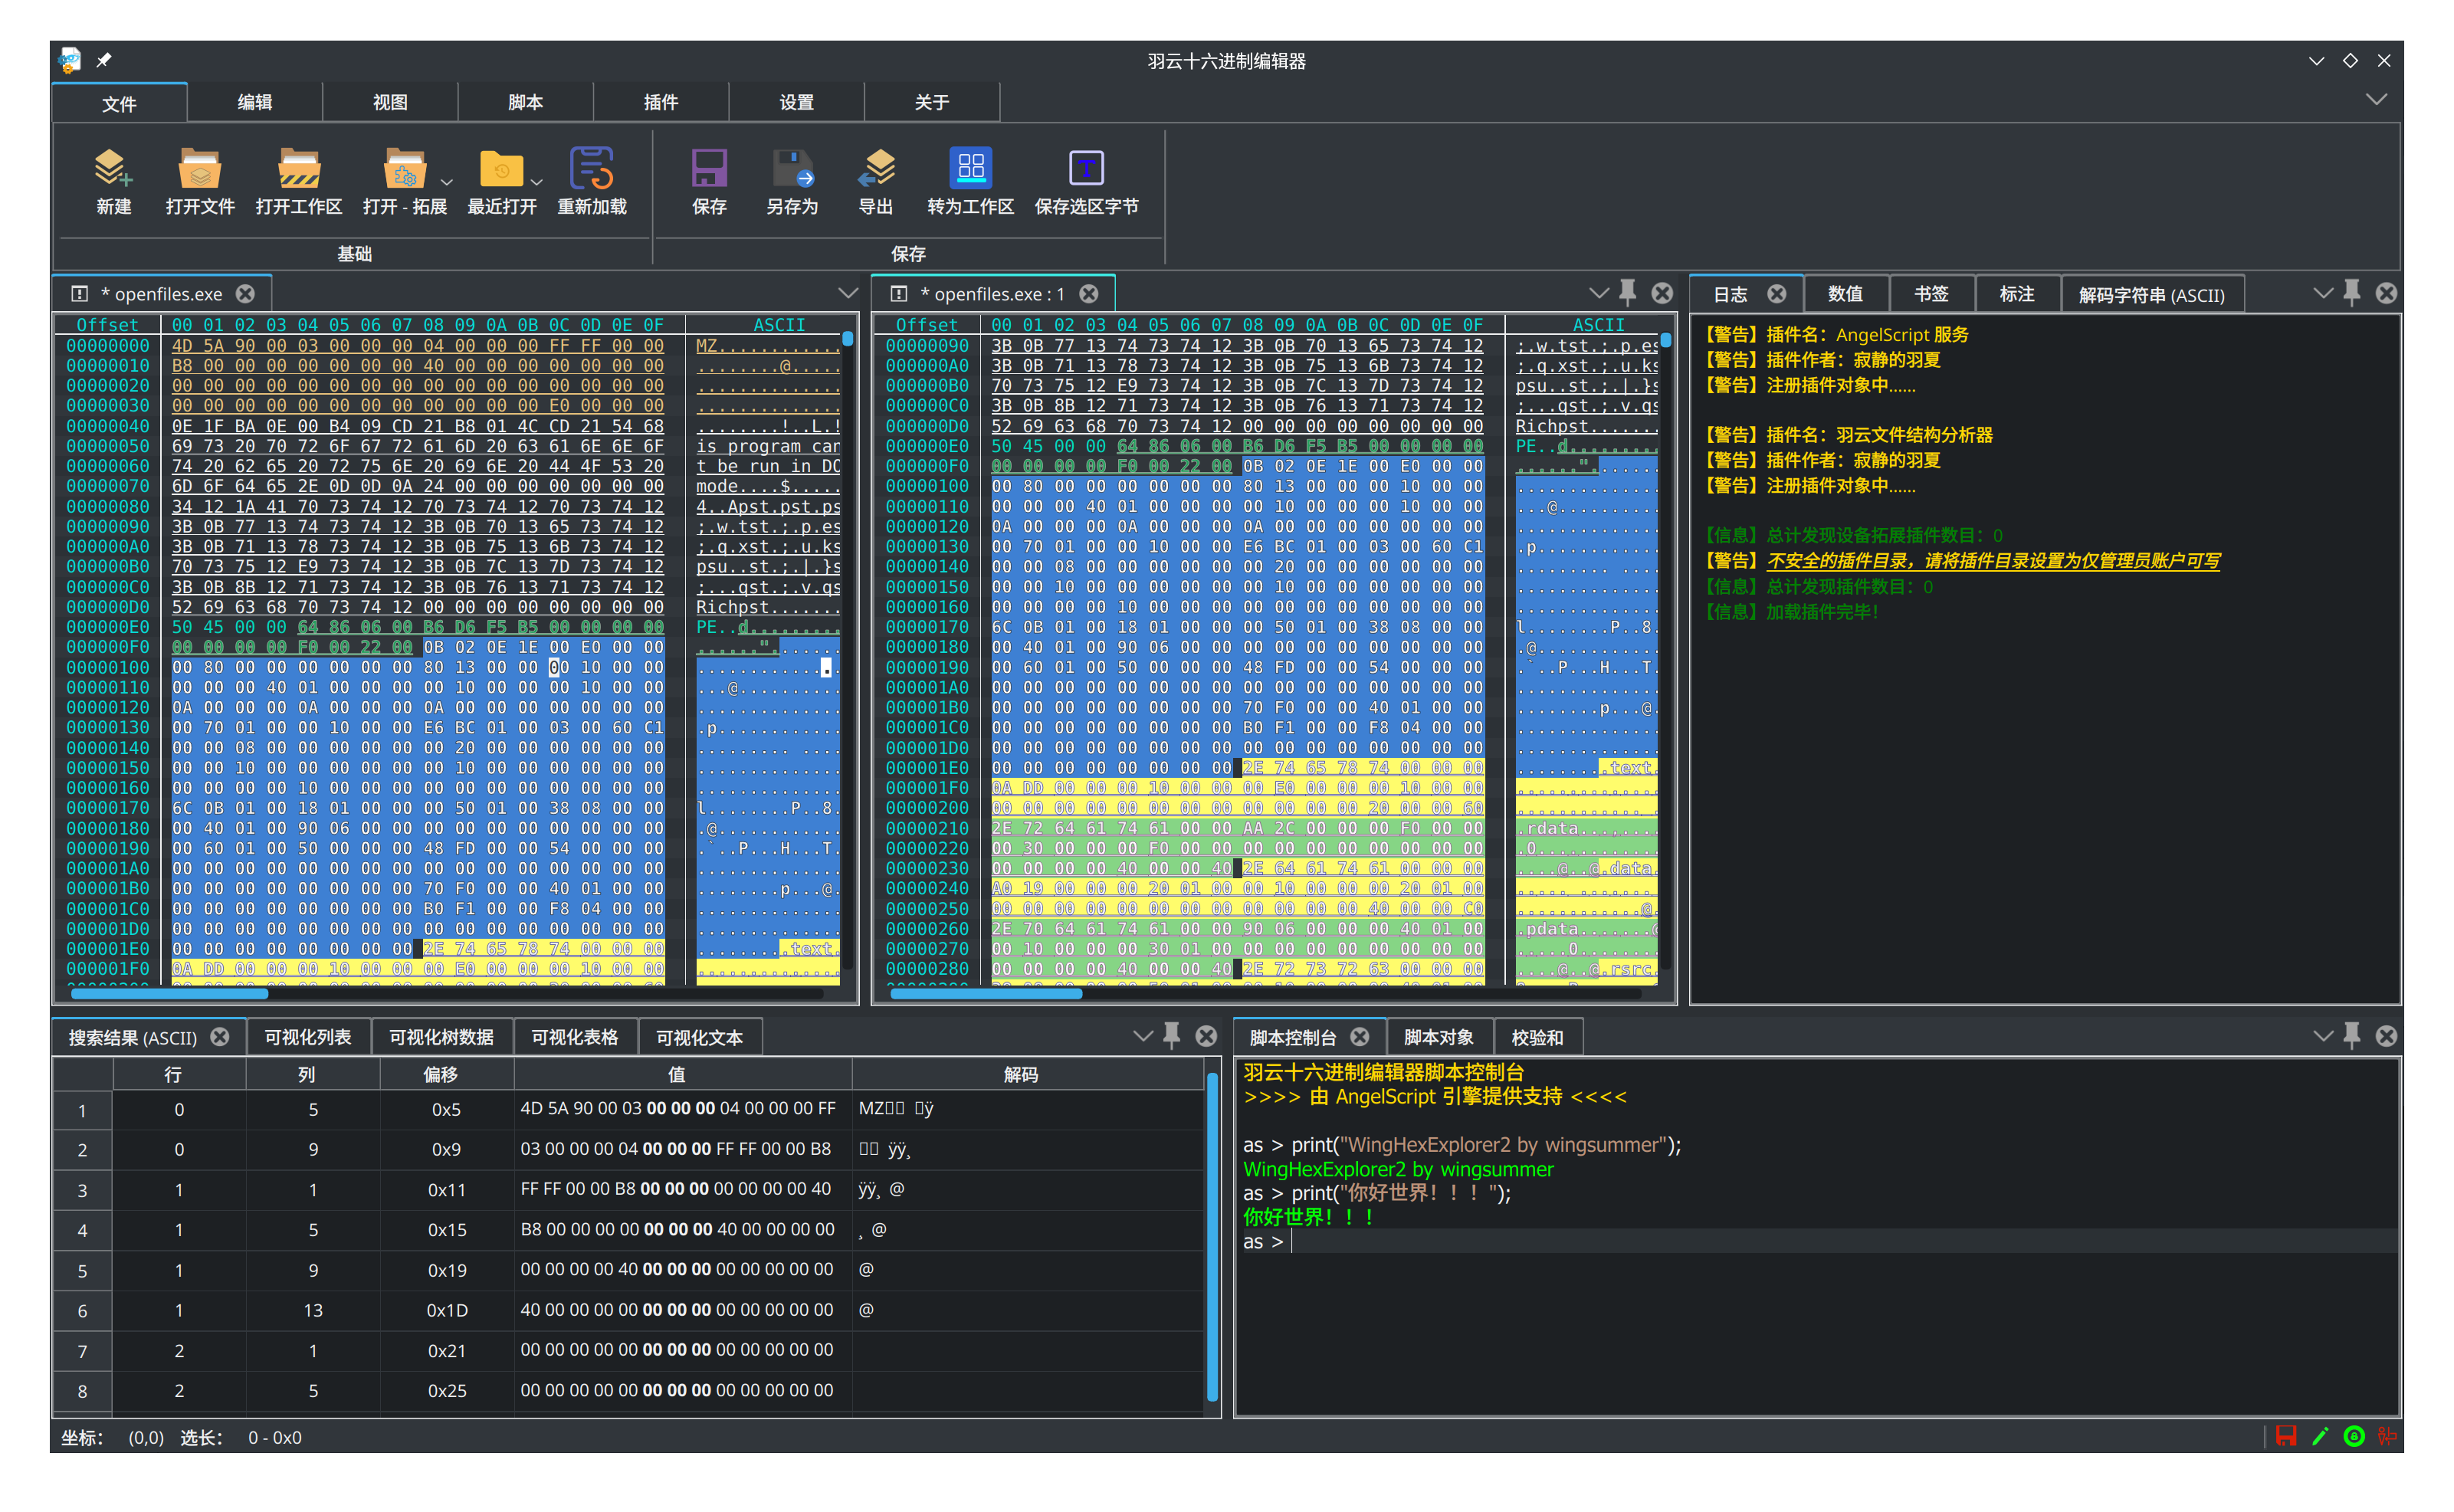 羽云十六进制编辑器
文件 编辑 视图 脚本 插件 设置 关于
新建 打开文件 打开工作区 打开 - 拓展 最近打开 重新加载 保存 另存为 导出 转为工作区 保存选区字节
基础 保存
* openfiles.exe
Offset 00 01 02 03 04 05 06 07 08 09 0A 0B 0C 0D 0E 0F ASCII
00000000 4D 5A 90 00 03 00 00 00 04 00 00 00 FF FF 00 00 MZ............
00000010 B8 00 00 00 00 00 00 00 40 00 00 00 00 00 00 00 ........@.....
00000020 00 00 00 00 00 00 00 00 00 00 00 00 00 00 00 00 ..............
00000030 00 00 00 00 00 00 00 00 00 00 00 00 E0 00 00 00 ..............
00000040 0E 1F BA 0E 00 B4 09 CD 21 B8 01 4C CD 21 54 68 ........!..L.!
00000050 69 73 20 70 72 6F 67 72 61 6D 20 63 61 6E 6E 6F is program can
00000060 74 20 62 65 20 72 75 6E 20 69 6E 20 44 4F 53 20 t be run in DO
00000070 6D 6F 64 65 2E 0D 0D 0A 24 00 00 00 00 00 00 00 mode....$.....
00000080 34 12 1A 41 70 73 74 12 70 73 74 12 70 73 74 12 4..Apst.pst.ps
00000090 3B 0B 77 13 74 73 74 12 3B 0B 70 13 65 73 74 12 ;.w.tst.;.p.es
000000A0 3B 0B 71 13 78 73 74 12 3B 0B 75 13 6B 73 74 12 ;.q.xst.;.u.ks
000000B0 70 73 75 12 E9 73 74 12 3B 0B 7C 13 7D 73 74 12 psu..st.;.|.}s
000000C0 3B 0B 8B 12 71 73 74 12 3B 0B 76 13 71 73 74 12 ;...qst.;.v.qs
000000D0 52 69 63 68 70 73 74 12 00 00 00 00 00 00 00 00 Richpst.......
000000E0 50 45 00 00 64 86 06 00 B6 D6 F5 B5 00 00 00 00 PE..d.........
000000F0 00 00 00 00 F0 00 22 00 0B 02 0E 1E 00 E0 00 00 ......".......
00000100 00 80 00 00 00 00 00 00 80 13 00 00 00 10 00 00 ..............
00000110 00 00 00 40 01 00 00 00 00 10 00 00 00 10 00 00 ...@..........
00000120 0A 00 00 00 0A 00 00 00 0A 00 00 00 00 00 00 00 ..............
00000130 00 70 01 00 00 10 00 00 E6 BC 01 00 03 00 60 C1 .p............
00000140 00 00 08 00 00 00 00 00 00 20 00 00 00 00 00 00 ......... ....
00000150 00 00 10 00 00 00 00 00 00 10 00 00 00 00 00 00 ..............
00000160 00 00 00 00 10 00 00 00 00 00 00 00 00 00 00 00 ..............
00000170 6C 0B 01 00 18 01 00 00 00 50 01 00 38 08 00 00 l........P..8.
00000180 00 40 01 00 90 06 00 00 00 00 00 00 00 00 00 00 .@............
00000190 00 60 01 00 50 00 00 00 48 FD 00 00 54 00 00 00 .`..P...H...T.
000001A0 00 00 00 00 00 00 00 00 00 00 00 00 00 00 00 00 ..............
000001B0 00 00 00 00 00 00 00 00 70 F0 00 00 40 01 00 00 ........p...@.
000001C0 00 00 00 00 00 00 00 00 B0 F1 00 00 F8 04 00 00 ..............
000001D0 00 00 00 00 00 00 00 00 00 00 00 00 00 00 00 00 ..............
000001E0 00 00 00 00 00 00 00 00 2E 74 65 78 74 00 00 00 .........text.
000001F0 0A DD 00 00 00 10 00 00 00 E0 00 00 00 10 00 00 ..............
* openfiles.exe : 1
Offset 00 01 02 03 04 05 06 07 08 09 0A 0B 0C 0D 0E 0F ASCII
00000090 3B 0B 77 13 74 73 74 12 3B 0B 70 13 65 73 74 12 ;.w.tst.;.p.es
000000A0 3B 0B 71 13 78 73 74 12 3B 0B 75 13 6B 73 74 12 ;.q.xst.;.u.ks
000000B0 70 73 75 12 E9 73 74 12 3B 0B 7C 13 7D 73 74 12 psu..st.;.|.}s
000000C0 3B 0B 8B 12 71 73 74 12 3B 0B 76 13 71 73 74 12 ;...qst.;.v.qs
000000D0 52 69 63 68 70 73 74 12 00 00 00 00 00 00 00 00 Richpst.......
000000E0 50 45 00 00 64 86 06 00 B6 D6 F5 B5 00 00 00 00 PE..d.........
000000F0 00 00 00 00 F0 00 22 00 0B 02 0E 1E 00 E0 00 00 ......".......
00000100 00 80 00 00 00 00 00 00 80 13 00 00 00 10 00 00 ..............
00000110 00 00 00 40 01 00 00 00 00 10 00 00 00 10 00 00 ...@..........
00000120 0A 00 00 00 0A 00 00 00 0A 00 00 00 00 00 00 00 ..............
00000130 00 70 01 00 00 10 00 00 E6 BC 01 00 03 00 60 C1 .p............
00000140 00 00 08 00 00 00 00 00 00 20 00 00 00 00 00 00 ......... ....
00000150 00 00 10 00 00 00 00 00 00 10 00 00 00 00 00 00 ..............
00000160 00 00 00 00 10 00 00 00 00 00 00 00 00 00 00 00 ..............
00000170 6C 0B 01 00 18 01 00 00 00 50 01 00 38 08 00 00 l........P..8.
00000180 00 40 01 00 90 06 00 00 00 00 00 00 00 00 00 00 .@............
00000190 00 60 01 00 50 00 00 00 48 FD 00 00 54 00 00 00 .`..P...H...T.
000001A0 00 00 00 00 00 00 00 00 00 00 00 00 00 00 00 00 ..............
000001B0 00 00 00 00 00 00 00 00 70 F0 00 00 40 01 00 00 ........p...@.
000001C0 00 00 00 00 00 00 00 00 B0 F1 00 00 F8 04 00 00 ..............
000001D0 00 00 00 00 00 00 00 00 00 00 00 00 00 00 00 00 ..............
000001E0 00 00 00 00 00 00 00 00 2E 74 65 78 74 00 00 00 .........text.
000001F0 0A DD 00 00 00 10 00 00 00 E0 00 00 00 10 00 00 ..............
00000200 00 00 00 00 00 00 00 00 00 00 00 00 20 00 00 60 ............ .
00000210 2E 72 64 61 74 61 00 00 AA 2C 00 00 00 F0 00 00 .rdata...,....
00000220 00 30 00 00 00 F0 00 00 00 00 00 00 00 00 00 00 .0............
00000230 00 00 00 00 40 00 00 40 2E 64 61 74 61 00 00 00 ....@..@.data.
00000240 A0 19 00 00 00 20 01 00 00 10 00 00 00 20 01 00 ..... ....... 
00000250 00 00 00 00 00 00 00 00 00 00 00 00 40 00 00 C0 ............@.
00000260 2E 70 64 61 74 61 00 00 90 06 00 00 00 40 01 00 .pdata.......@
00000270 00 10 00 00 00 30 01 00 00 00 00 00 00 00 00 00 .....0........
00000280 00 00 00 00 40 00 00 40 2E 72 73 72 63 00 00 00 ....@..@.rsrc.
日志 数值 书签 标注 解码字符串 (ASCII)
【警告】插件名：AngelScript 服务
【警告】插件作者：寂静的羽夏
【警告】注册插件对象中......
【警告】插件名：羽云文件结构分析器
【警告】插件作者：寂静的羽夏
【警告】注册插件对象中......
【信息】总计发现设备拓展插件数目：0
【警告】不安全的插件目录，请将插件目录设置为仅管理员账户可写
【信息】总计发现插件数目：0
【信息】加载插件完毕！
搜索结果 (ASCII) 可视化列表 可视化树数据 可视化表格 可视化文本
行 列 偏移 值 解码
1 0 5 0x5 4D 5A 90 00 03 00 00 00 04 00 00 00 FF MZ ÿ
2 0 9 0x9 03 00 00 00 04 00 00 00 FF FF 00 00 B8 ÿÿ¸
3 1 1 0x11 FF FF 00 00 B8 00 00 00 00 00 00 00 40 ÿÿ¸ @
4 1 5 0x15 B8 00 00 00 00 00 00 00 40 00 00 00 00 ¸ @
5 1 9 0x19 00 00 00 00 40 00 00 00 00 00 00 00 00 @
6 1 13 0x1D 40 00 00 00 00 00 00 00 00 00 00 00 00 @
7 2 1 0x21 00 00 00 00 00 00 00 00 00 00 00 00 00
8 2 5 0x25 00 00 00 00 00 00 00 00 00 00 00 00 00
脚本控制台 脚本对象 校验和
羽云十六进制编辑器脚本控制台
>>>> 由 AngelScript 引擎提供支持 <<<<
as > print("WingHexExplorer2 by wingsummer");
WingHexExplorer2 by wingsummer
as > print("你好世界！！！");
你好世界！！！
as >
坐标： (0,0) 选长： 0 - 0x0